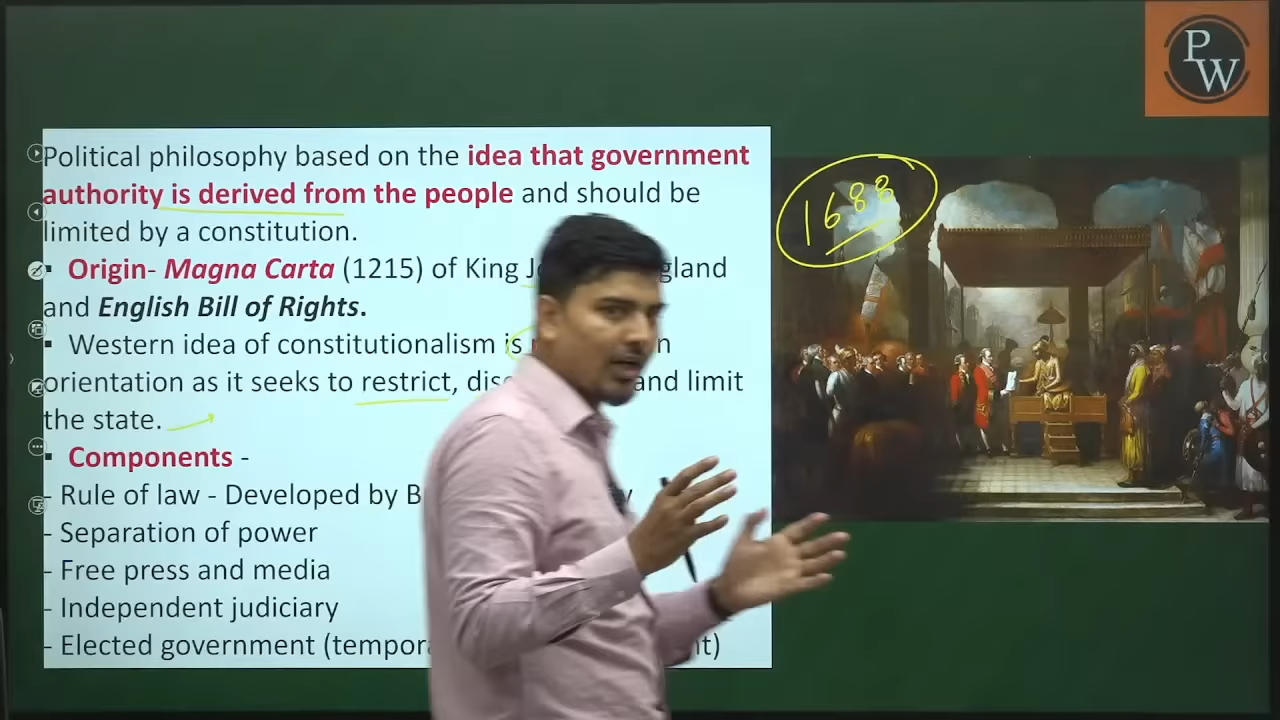 P
W
1688
Political philosophy based on the idea that government
authority is derived from the people and should be
limited by a constitution.
▪ Origin- Magna Carta (1215) of King gland
and English Bill of Rights.
▪ Western idea of constitutionalism is
orientation as it seeks to restrict, and limit
the state.
▪ Components -
- Rule of law - Developed by
- Separation of power
- Free press and media
- Independent judiciary
- Elected government